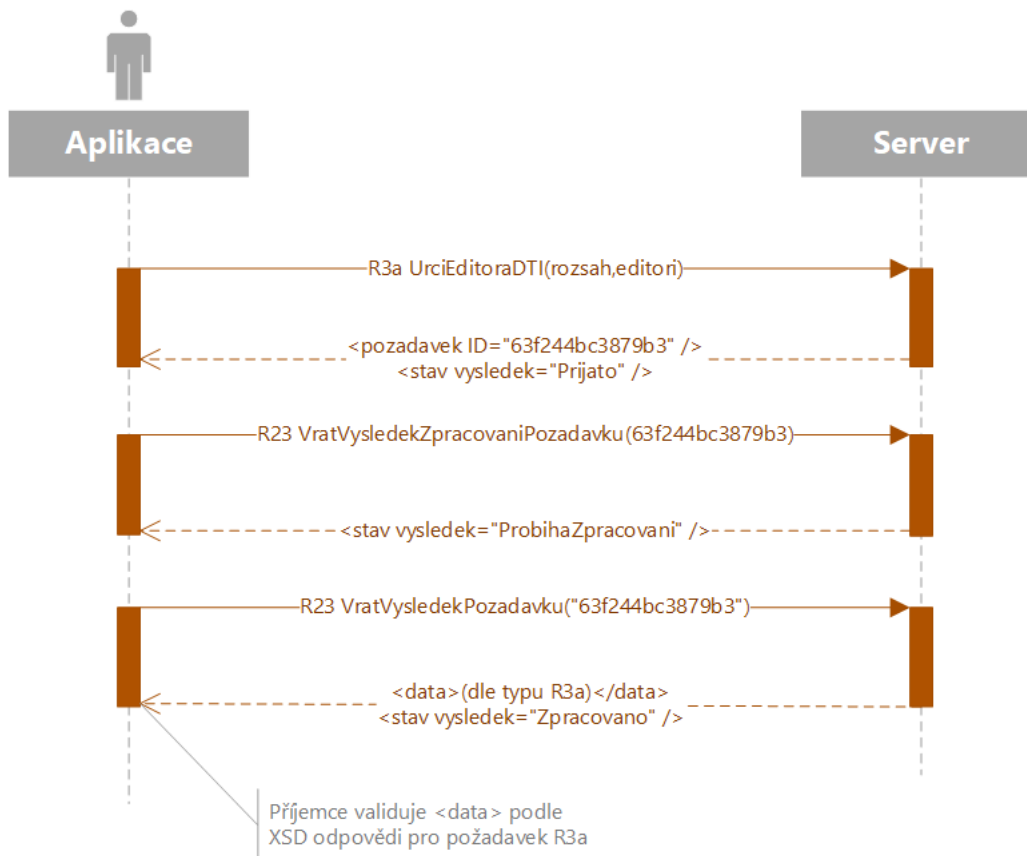 Aplikace
Server
R3a UrciEditoraDTI(rozsah,editori)
<pozadavek ID="63f244bc3879b3" />
<stav vysledek="Prijato" />
R23 VratVysledekZpracovaniPozadavku(63f244bc3879b3)
<stav vysledek="ProbihaZpracovani" />
R23 VratVysledekPozadavku("63f244bc3879b3")
<data>(dle typu R3a)</data>
<stav vysledek="Zpracovano" />
Příjemce validuje <data> podle
XSD odpovědi pro požadavek R3a